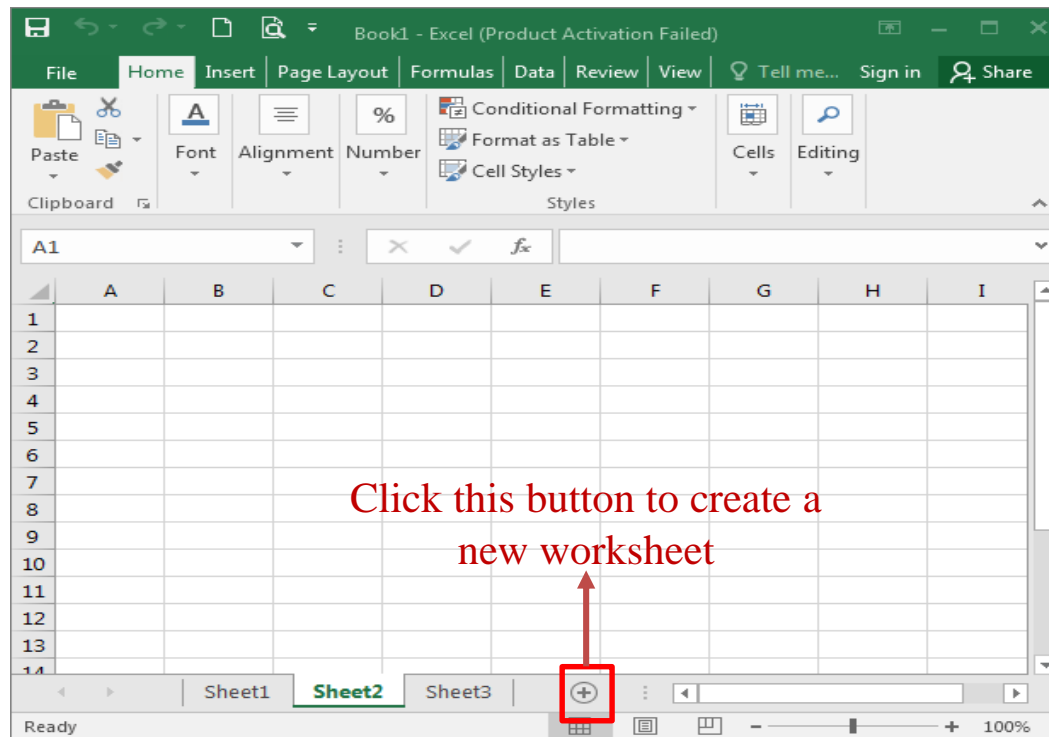 Book1 - Excel (Product Activation Failed)
File Home Insert Page Layout Formulas Data Review View Tell me... Sign in Share
Paste
Clipboard
A
Font
Alignment
%
Number
Conditional Formatting
Format as Table
Cell Styles
Styles
Cells
Editing
A1 fx
A B C D E F G H I
1
2
3
4
5
6
7
8
9
10
11
12
13
14
Click this button to create a
new worksheet
Sheet1 Sheet2 Sheet3
Ready 100%